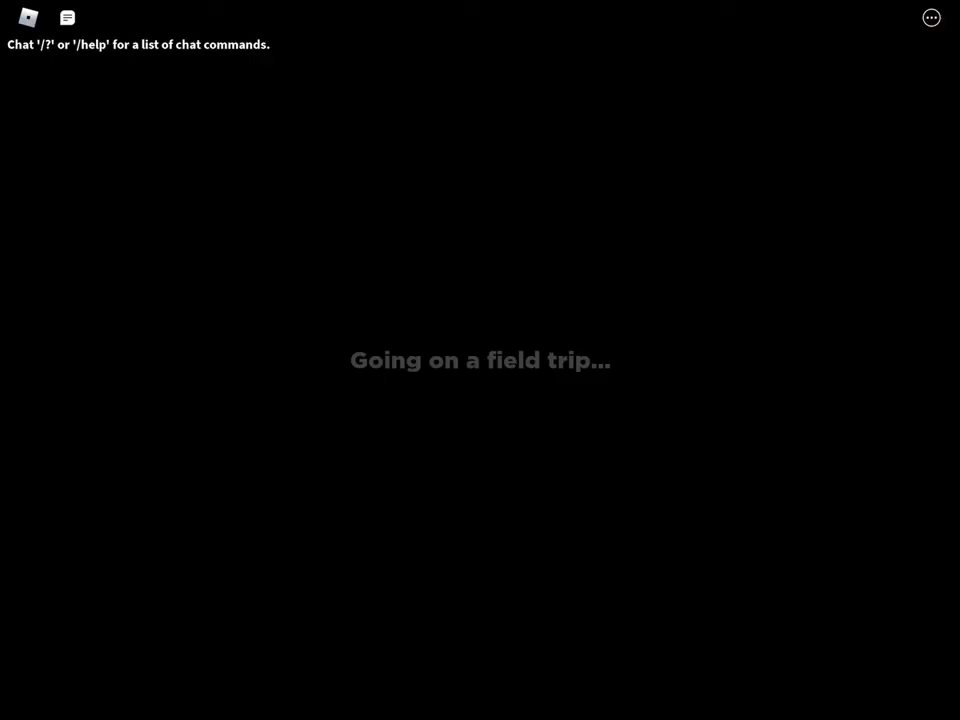 Chat '/?' or '/help' for a list of chat commands.
Going on a field trip...